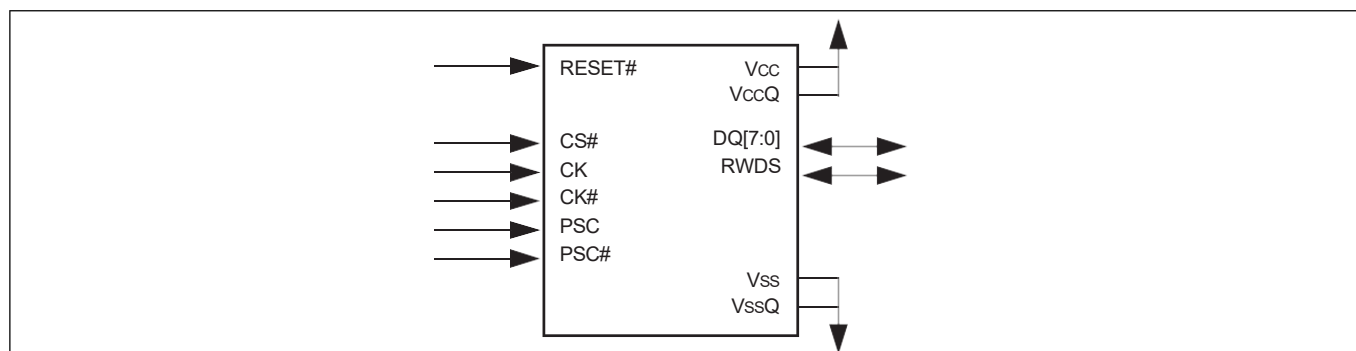 RESET#
CS#
CK
CK#
PSC
PSC#
Vcc
VccQ
DQ[7:0]
RWDS
Vss
VssQ